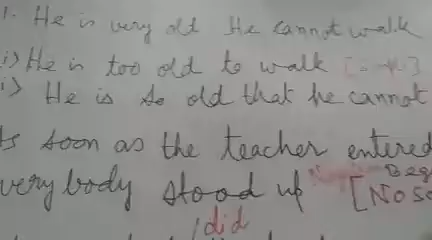 1. He is very old He cannot walk
i) He is too old to walk
i) He is so old that he cannot
As soon as the teacher entered
verybody stood up [No so
did